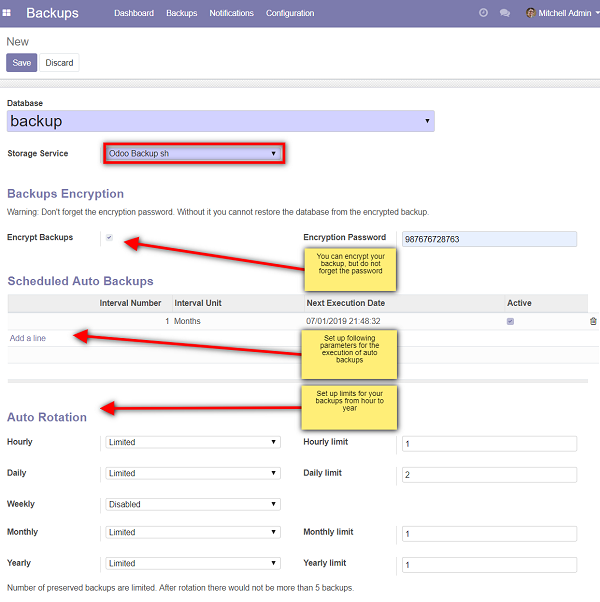 Backups Dashboard Backups Notifications Configuration Mitchell Admin
New
Save Discard
Database
backup
Storage Service Odoo Backup sh
Backups Encryption
Warning: Don't forget the encryption password. Without it you cannot restore the database from the encrypted backup.
Encrypt Backups Encryption Password 987676728763
You can encrypt your
backup, but do not
forget the password
Scheduled Auto Backups
Interval Number Interval Unit Next Execution Date Active
1 Months 07/01/2019 21:48:32
Add a line
Set up following
parameters for the
execution of auto
backups
Set up limits for your
backups from hour to
year
Auto Rotation
Hourly Limited Hourly limit 1
Daily Limited Daily limit 2
Weekly Disabled
Monthly Limited Monthly limit 1
Yearly Limited Yearly limit 1
Number of preserved backups are limited. After rotation there would not be more than 5 backups.